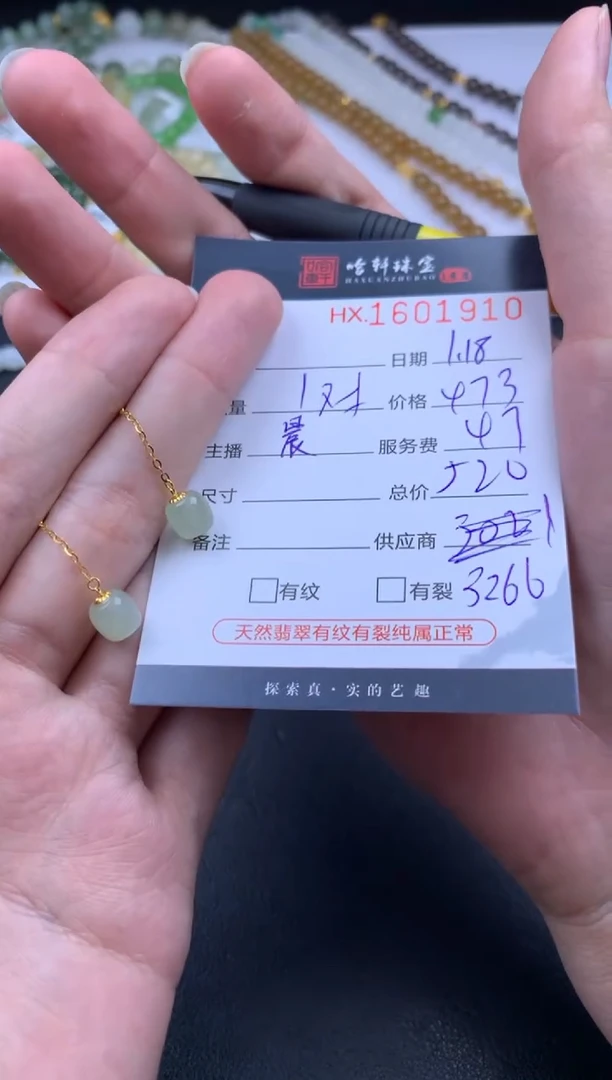 哈轩珠宝
HAXUANZHUBAO
HX.1601910
日期 1.18
量 1对 价格 473
主播 晨 服务费 47
尺寸 总价 520
备注 供应商
有纹 有裂 3266
天然翡翠有纹有裂纯属正常
探索真·实的艺趣